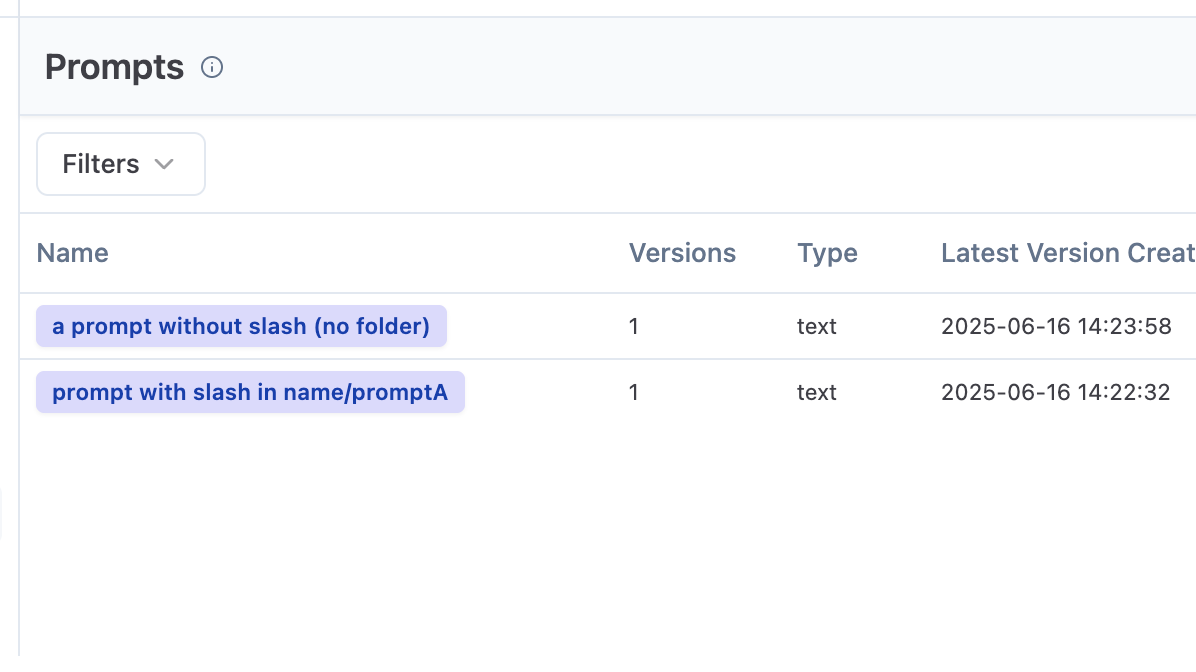 Prompts
Filters
Name Versions Type Latest Version Creat
a prompt without slash (no folder) 1 text 2025-06-16 14:23:58
prompt with slash in name/promptA 1 text 2025-06-16 14:22:32